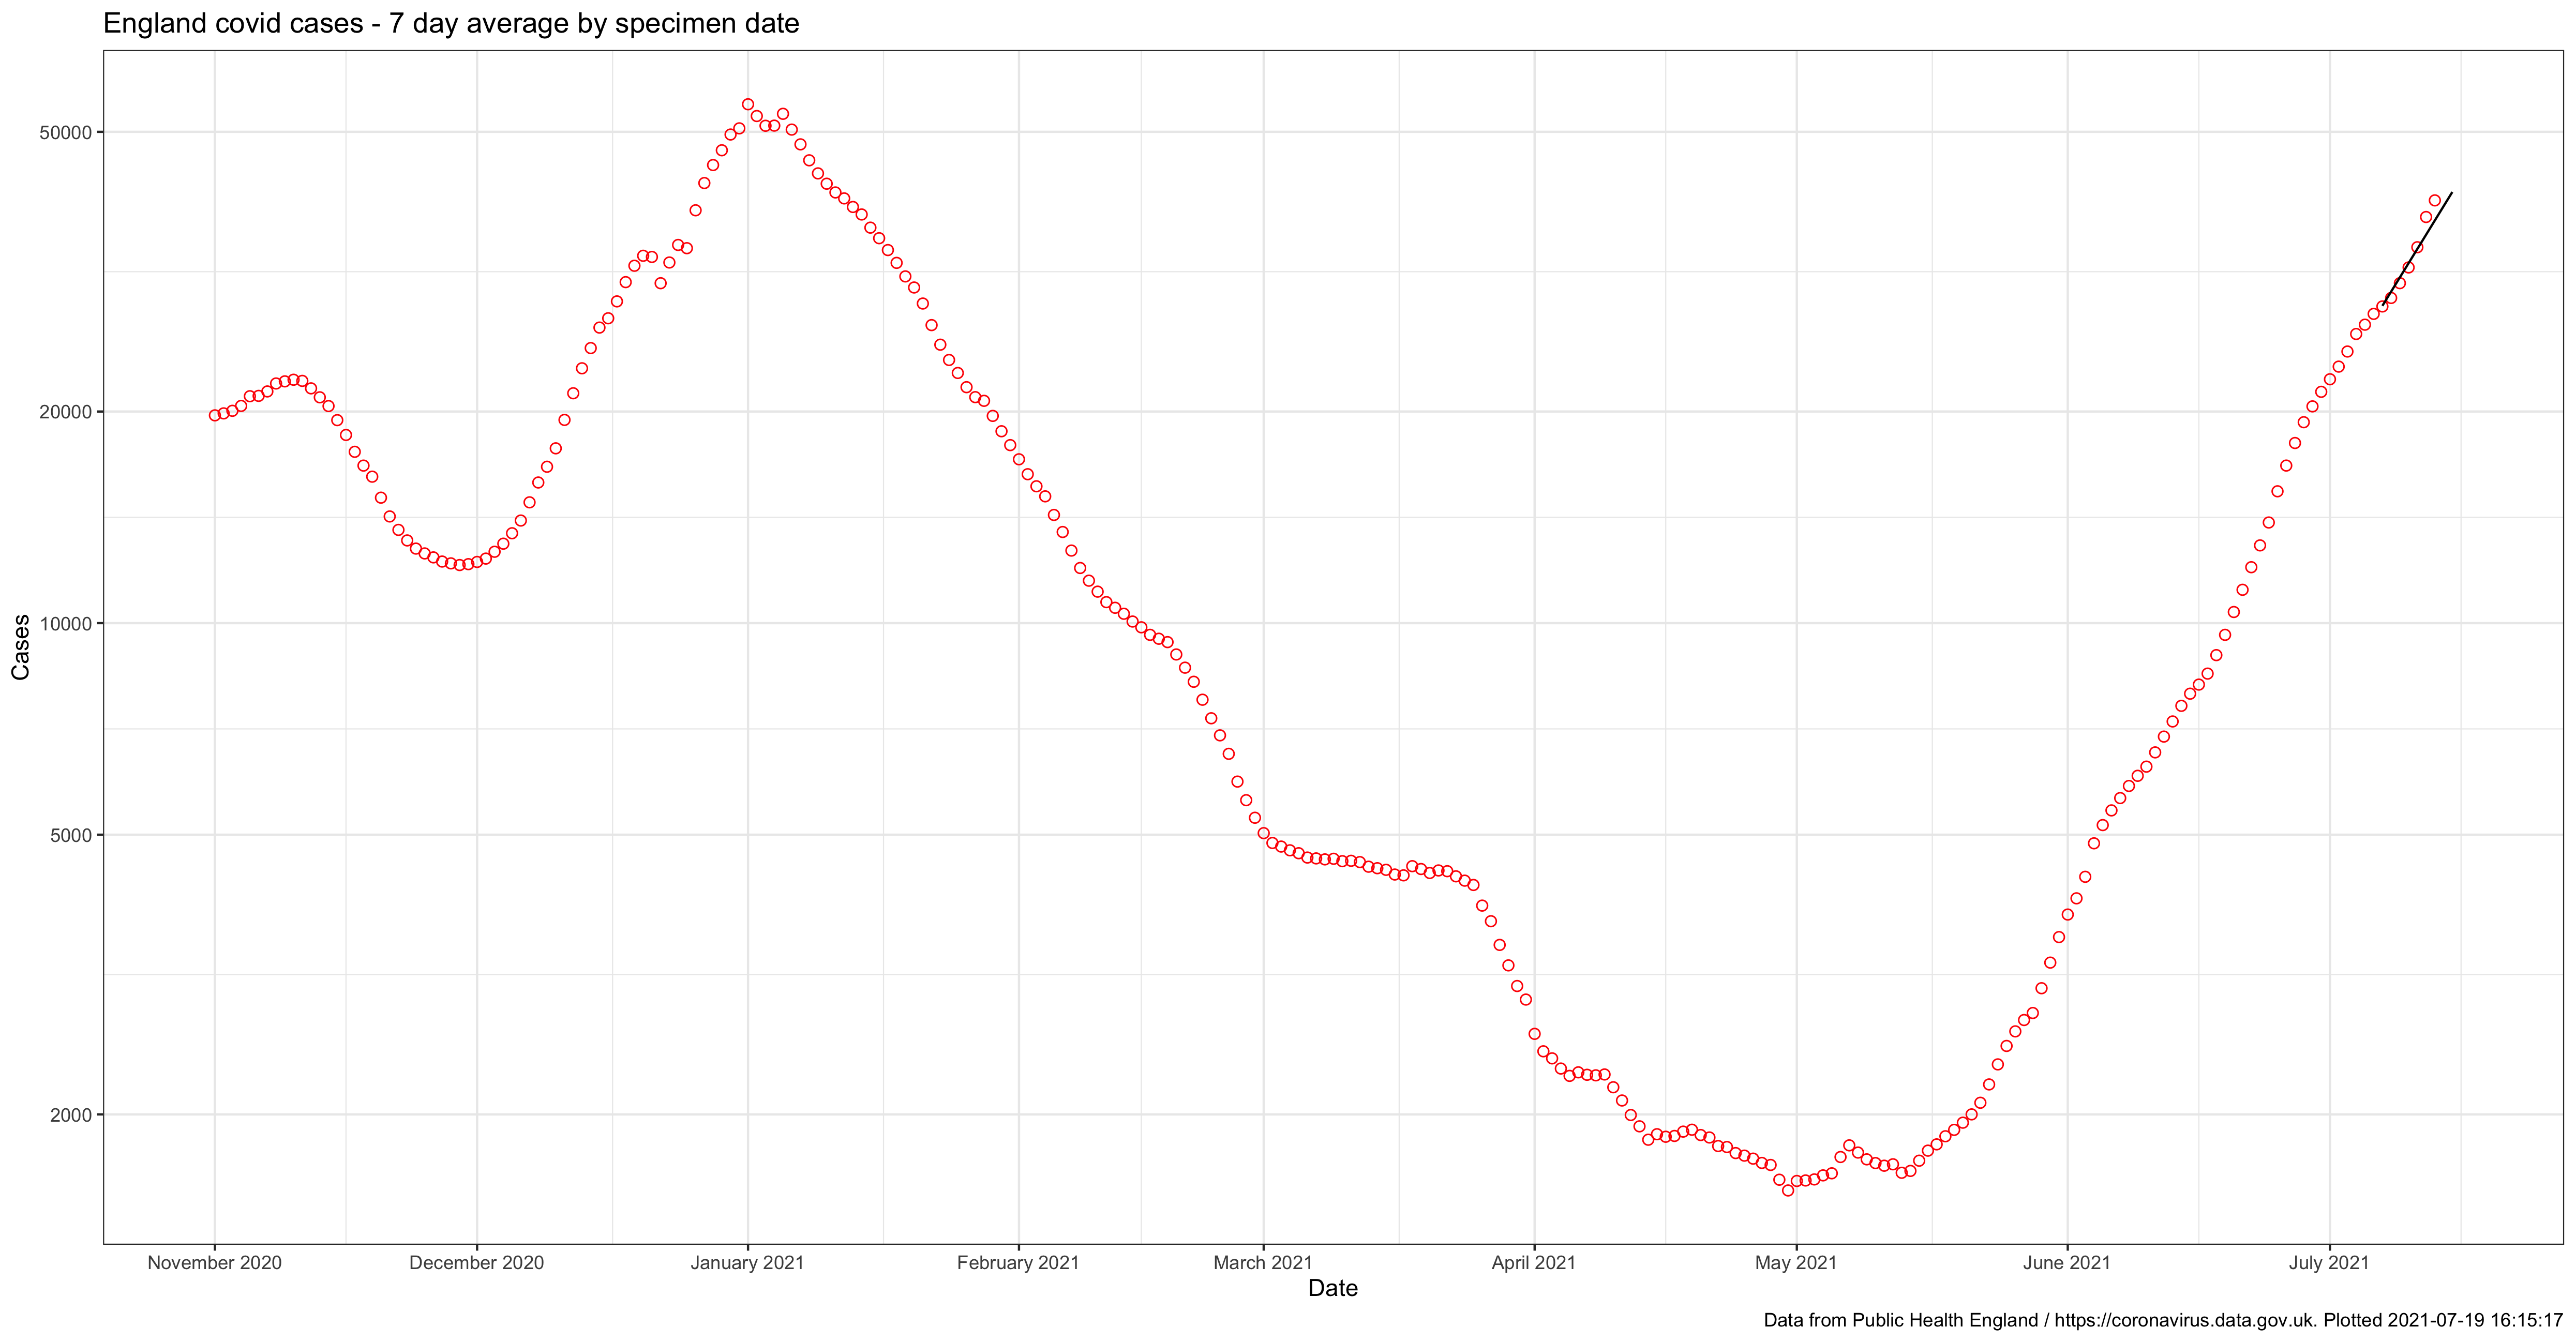 England covid cases - 7 day average by specimen date
50000
20000
10000
5000
2000
Cases
November 2020 December 2020 January 2021 February 2021 March 2021 April 2021 May 2021 June 2021 July 2021
Date
Data from Public Health England / https://coronavirus.data.gov.uk. Plotted 2021-07-19 16:15:17